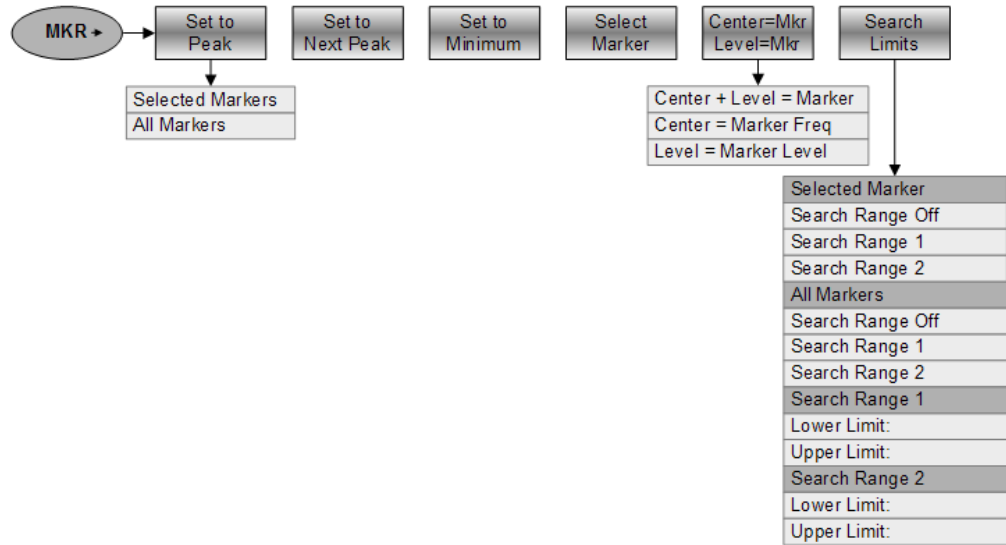 MKR
Set to
Peak
Set to
Next Peak
Set to
Minimum
Select
Marker
Center=Mkr
Level=Mkr
Search
Limits
Selected Markers
All Markers
Center + Level = Marker
Center = Marker Freq
Level = Marker Level
Selected Marker
Search Range Off
Search Range 1
Search Range 2
All Markers
Search Range Off
Search Range 1
Search Range 2
Search Range 1
Lower Limit:
Upper Limit:
Search Range 2
Lower Limit:
Upper Limit: